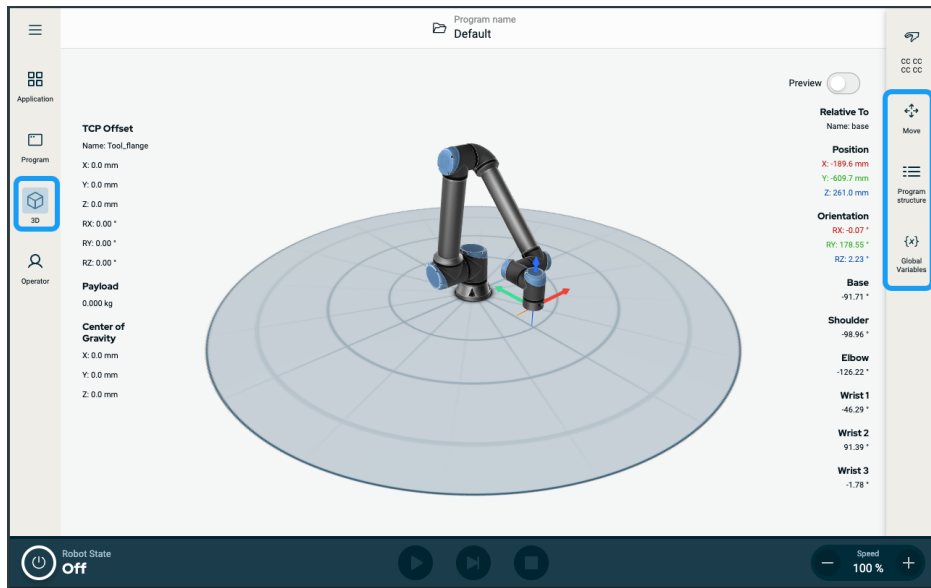 Program name
Default
CC CC
CC CC
Application
Program
3D
Operator
TCP Offset
Name: Tool_flange
X: 0.0 mm
Y: 0.0 mm
Z: 0.0 mm
RX: 0.00 °
RY: 0.00 °
RZ: 0.00 °
Payload
0.000 kg
Center of
Gravity
X: 0.0 mm
Y: 0.0 mm
Z: 0.0 mm
Preview
Relative To
Name: base
Position
X: -189.6 mm
Y: -609.7 mm
Z: 261.0 mm
Orientation
RX: -0.07 °
RY: 178.55 °
RZ: 2.23 °
Base
-91.71 °
Shoulder
-98.96 °
Elbow
-126.22 °
Wrist 1
-46.29 °
Wrist 2
91.39 °
Wrist 3
-1.78 °
Move
Program
structure
{x}
Global
Variables
Robot State
Off
Speed
100 %